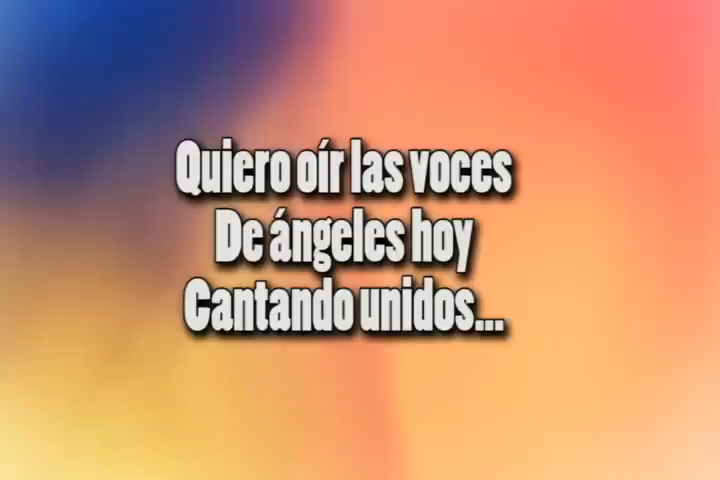 Quiero oír las voces
De ángeles hoy
Cantando unidos...